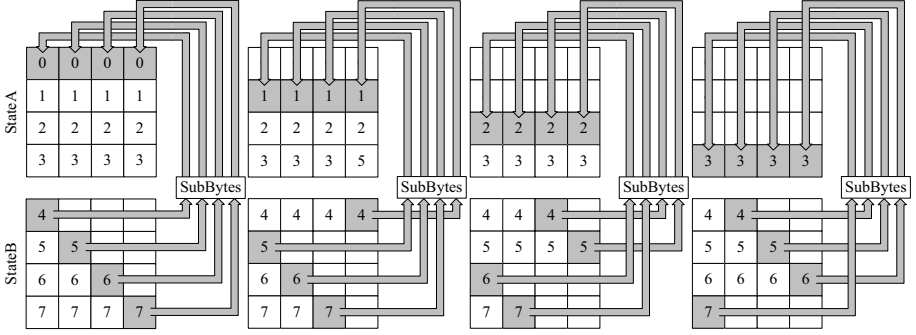 StateA
0 0 0 0
1 1 1 1 1 1 1 1
2 2 2 2 2 2 2 2 2 2 2 2
3 3 3 3 3 3 3 5 3 3 3 3 3 3 3 3
SubBytes SubBytes SubBytes SubBytes
StateB
4 4 4 4 4 4 4 4 4 4
5 5 5 5 5 5 5 5 5 5
6 6 6 6 6 6 6 6 6 6
7 7 7 7 7 7 7 7 7 7